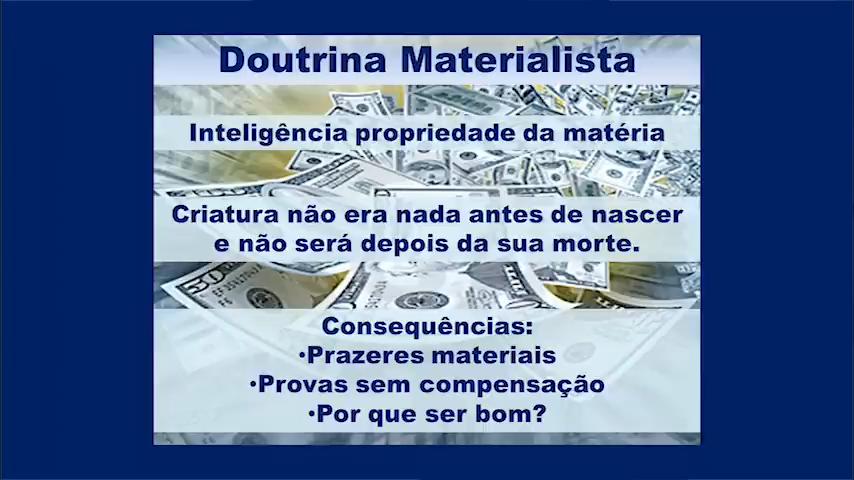 Doutrina Materialista
Inteligência propriedade da matéria
Criatura não era nada antes de nascer
e não será depois da sua morte.
Consequências:
•Prazeres materiais
•Provas sem compensação
•Por que ser bom?